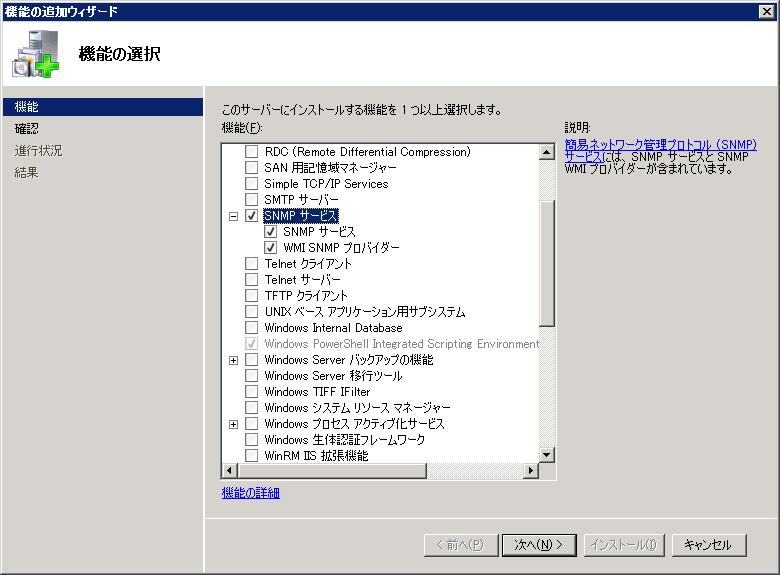 機能の追加ウィザード
機能の選択
機能
確認
進行状況
結果
このサーバーにインストールする機能を 1 つ以上選択します。
機能(F):
RDC (Remote Differential Compression)
SAN 用記憶域マネージャー
Simple TCP/IP Services
SMTP サーバー
SNMP サービス
SNMP サービス
WMI SNMP プロバイダー
Telnet クライアント
Telnet サーバー
TFTP クライアント
UNIX ベース アプリケーション用サブシステム
Windows Internal Database
Windows PowerShell Integrated Scripting Environment
Windows Server バックアップの機能
Windows Server 移行ツール
Windows TIFF IFilter
Windows システム リソース マネージャー
Windows プロセス アクティブ化サービス
Windows 生体認証フレームワーク
WinRM IIS 拡張機能
機能の詳細
説明:
簡易ネットワーク管理プロトコル (SNMP)
サービスには、SNMP サービスと SNMP
WMI プロバイダーが含まれています。
< 前へ(P)
次へ(N) >
インストール(I)
キャンセル